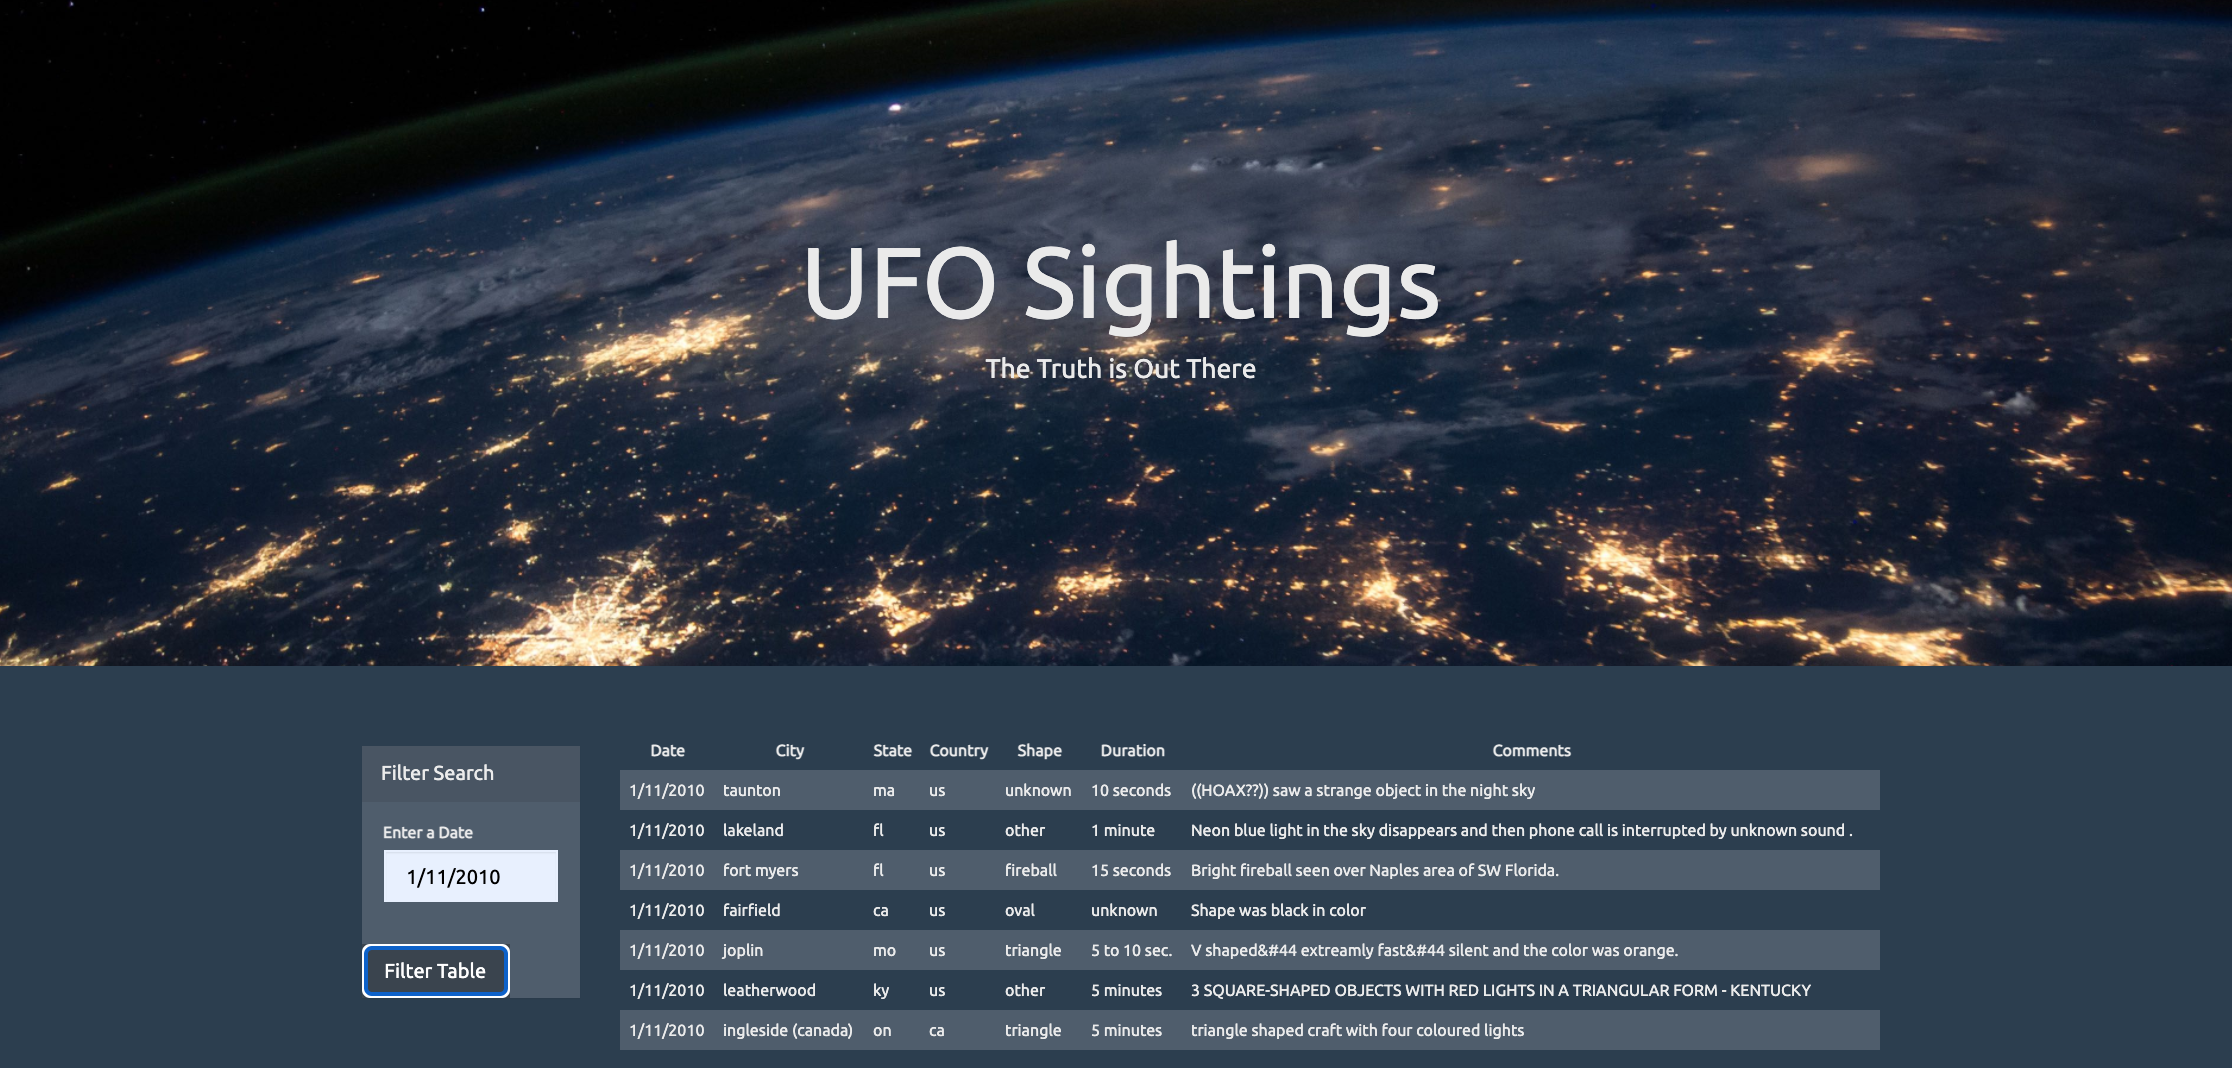 UFO Sightings
The Truth is Out There
Filter Search
Enter a Date
1/11/2010
Filter Table
Date City State Country Shape Duration Comments
1/11/2010 taunton ma us unknown 10 seconds ((HOAX??)) saw a strange object in the night sky
1/11/2010 lakeland fl us other 1 minute Neon blue light in the sky disappears and then phone call is interrupted by unknown sound .
1/11/2010 fort myers fl us fireball 15 seconds Bright fireball seen over Naples area of SW Florida.
1/11/2010 fairfield ca us oval unknown Shape was black in color
1/11/2010 joplin mo us triangle 5 to 10 sec. V shaped&#44 extreamly fast&#44 silent and the color was orange.
1/11/2010 leatherwood ky us other 5 minutes 3 SQUARE-SHAPED OBJECTS WITH RED LIGHTS IN A TRIANGULAR FORM - KENTUCKY
1/11/2010 ingleside (canada) on ca triangle 5 minutes triangle shaped craft with four coloured lights